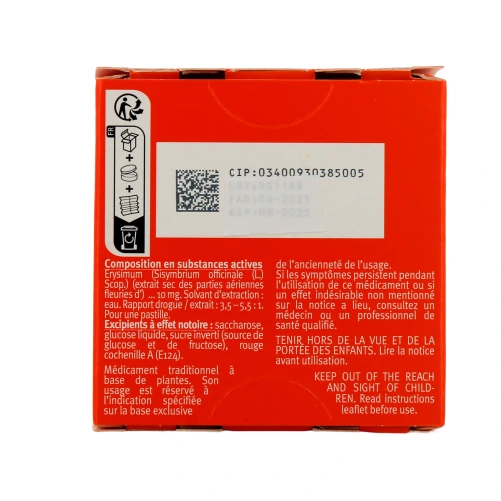 FR
CIP:03400930385005
Composition en substances actives
Erysimum (Sisymbrium officinale (L.)
Scop.) (extrait sec des parties aériennes
fleuries d') ... 10 mg. Solvant d'extraction :
eau. Rapport drogue / extrait : 3,5 – 5,5 : 1.
Pour une pastille.
Excipients à effet notoire : saccharose,
glucose liquide, sucre inverti (source de
glucose et de fructose), rouge
cochenille A (E124).
Médicament traditionnel à
base de plantes. Son
usage est réservé à
l'indication spécifiée
sur la base exclusive
de l'ancienneté de l'usage.
Si les symptômes persistent pendant
l'utilisation de ce médicament ou si
un effet indésirable non mentionné
sur la notice a lieu, consultez un
médecin ou un professionnel de
santé qualifié.
TENIR HORS DE LA VUE ET DE LA
PORTÉE DES ENFANTS. Lire la notice
avant utilisation.
KEEP OUT OF THE REACH
AND SIGHT OF CHILD-
REN. Read instructions
leaflet before use.